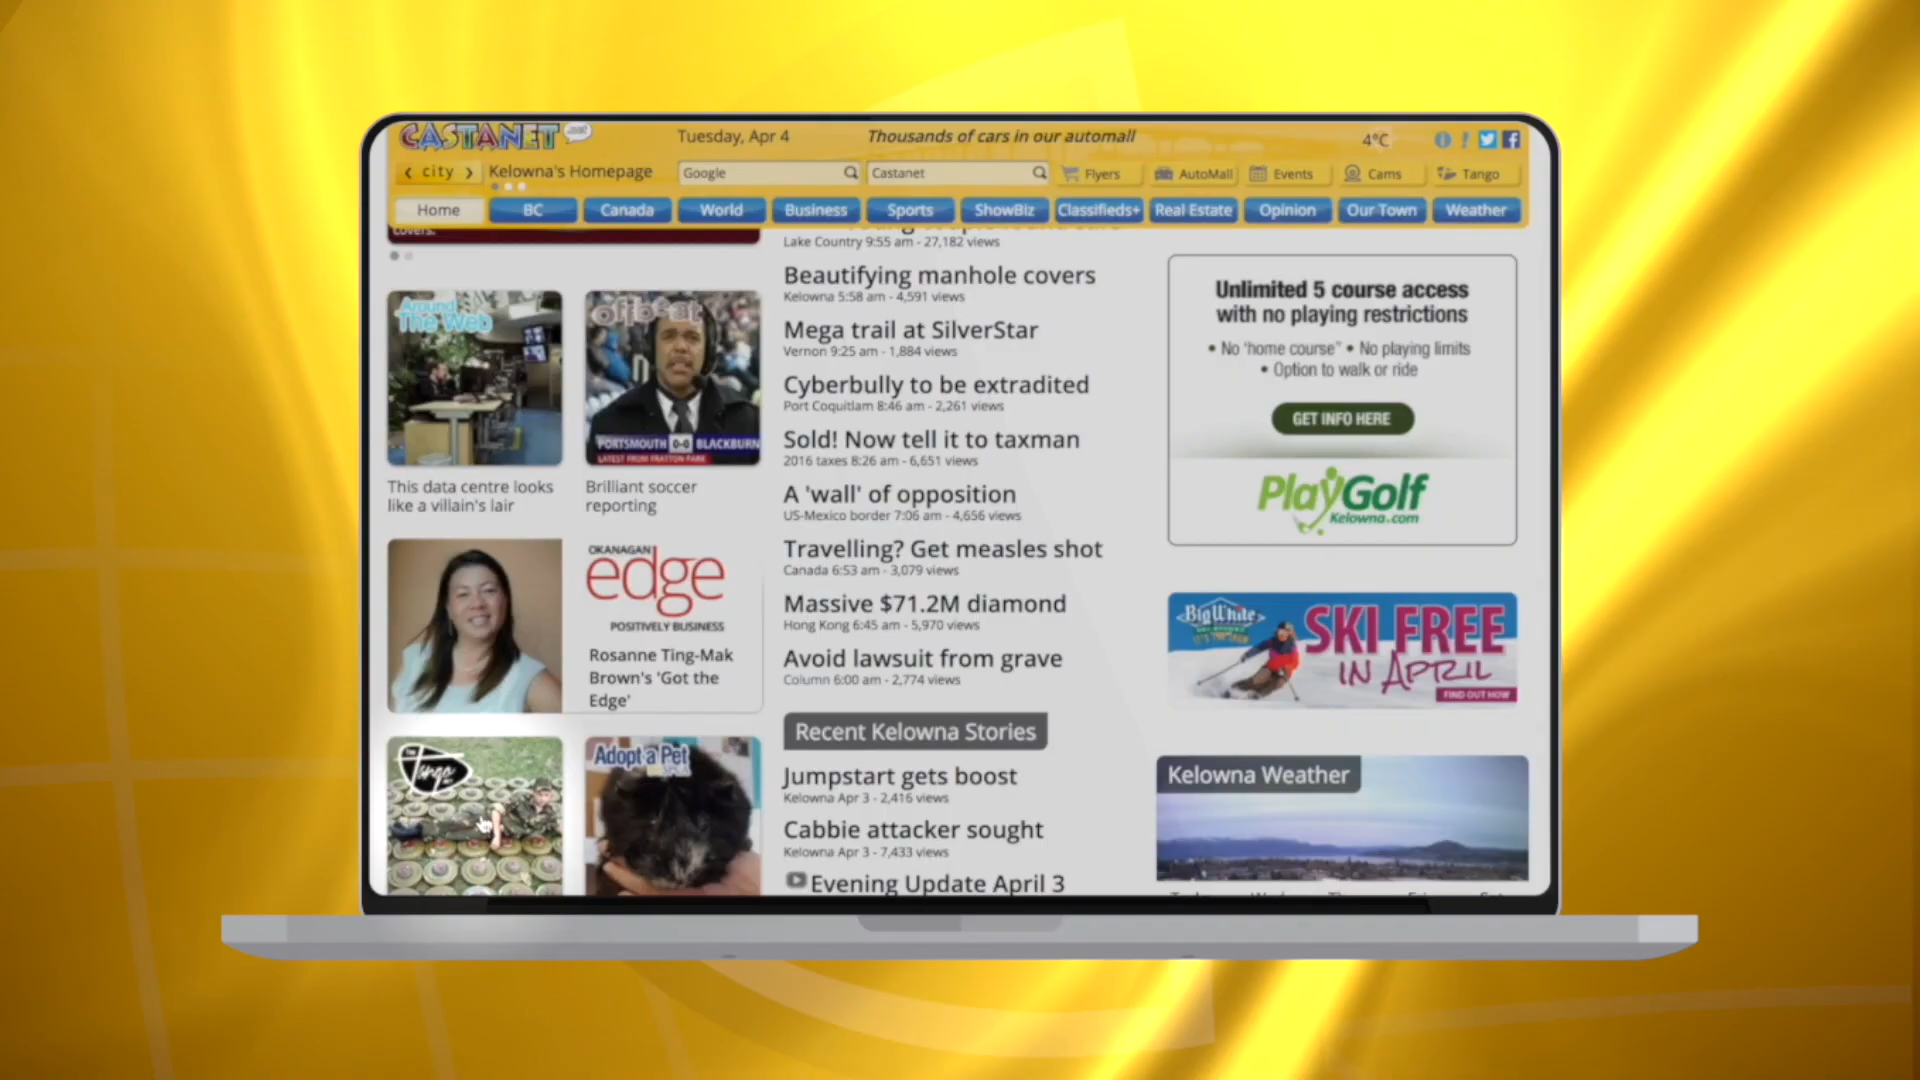 CASTANET
.net
Tuesday, Apr 4
Thousands of cars in our automall
4°C
city
Kelowna's Homepage
Google
Castanet
Flyers
AutoMall
Events
Cams
Tango
Home
BC
Canada
World
Business
Sports
ShowBiz
Classifieds+
Real Estate
Opinion
Our Town
Weather
covers.
Around
The Web
This data centre looks
like a villain's lair
offbeat
PORTSMOUTH 0-0 BLACKBURN
LATEST FROM FRATTON PARK
Brilliant soccer
reporting
OKANAGAN
edge
POSITIVELY BUSINESS
Rosanne Ting-Mak
Brown's 'Got the
Edge'
The
Tango
Adopt a Pet
Lake Country 9:55 am - 27,182 views
Beautifying manhole covers
Kelowna 5:58 am - 4,591 views
Mega trail at SilverStar
Vernon 9:25 am - 1,884 views
Cyberbully to be extradited
Port Coquitlam 8:46 am - 2,261 views
Sold! Now tell it to taxman
2016 taxes 8:26 am - 6,651 views
A 'wall' of opposition
US-Mexico border 7:06 am - 4,656 views
Travelling? Get measles shot
Canada 6:53 am - 3,079 views
Massive $71.2M diamond
Hong Kong 6:45 am - 5,970 views
Avoid lawsuit from grave
Column 6:00 am - 2,774 views
Recent Kelowna Stories
Jumpstart gets boost
Kelowna Apr 3 - 2,416 views
Cabbie attacker sought
Kelowna Apr 3 - 7,433 views
Evening Update April 3
Unlimited 5 course access
with no playing restrictions
• No 'home course" • No playing limits
• Option to walk or ride
GET INFO HERE
PlayGolf
Kelowna.com
Big White
SKI FREE
IN APRIL
FIND OUT HOW
Kelowna Weather